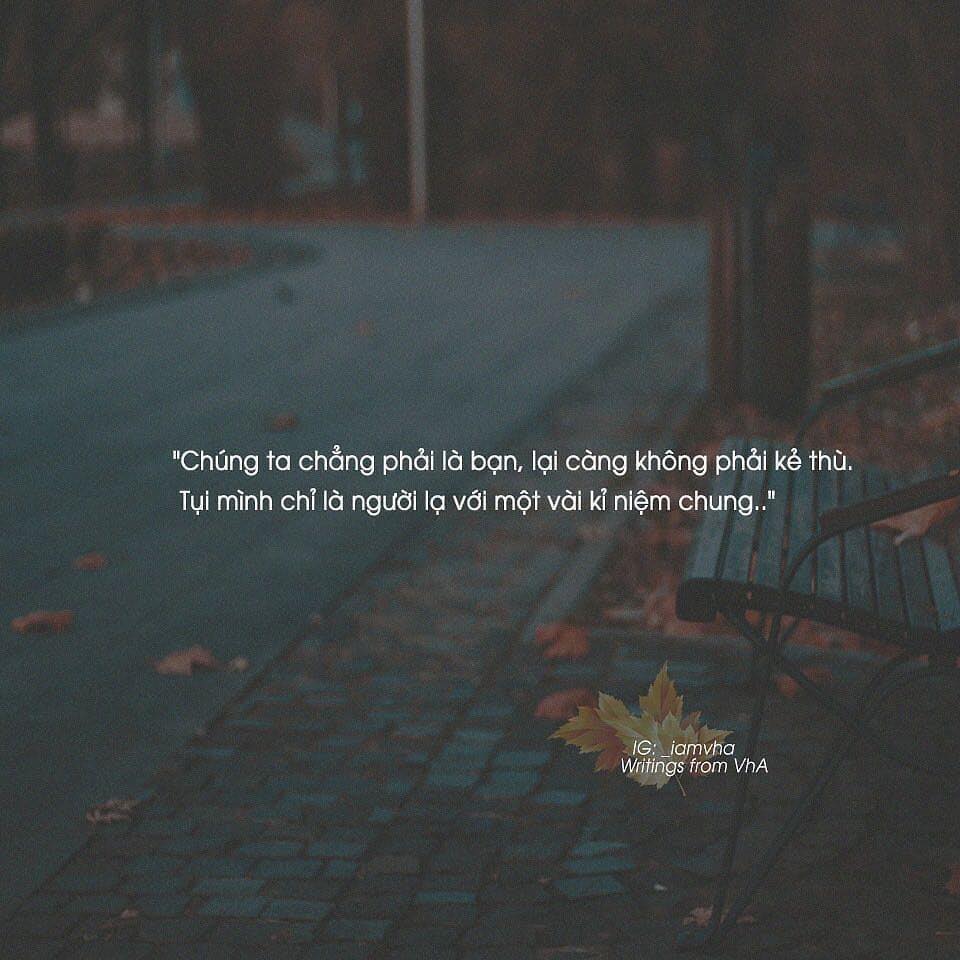 "Chúng ta chẳng phải là bạn, lại càng không phải kẻ thù.
Tụi mình chỉ là người lạ với một vài kỉ niệm chung.."
IG: _iamvha
Writings from VhA